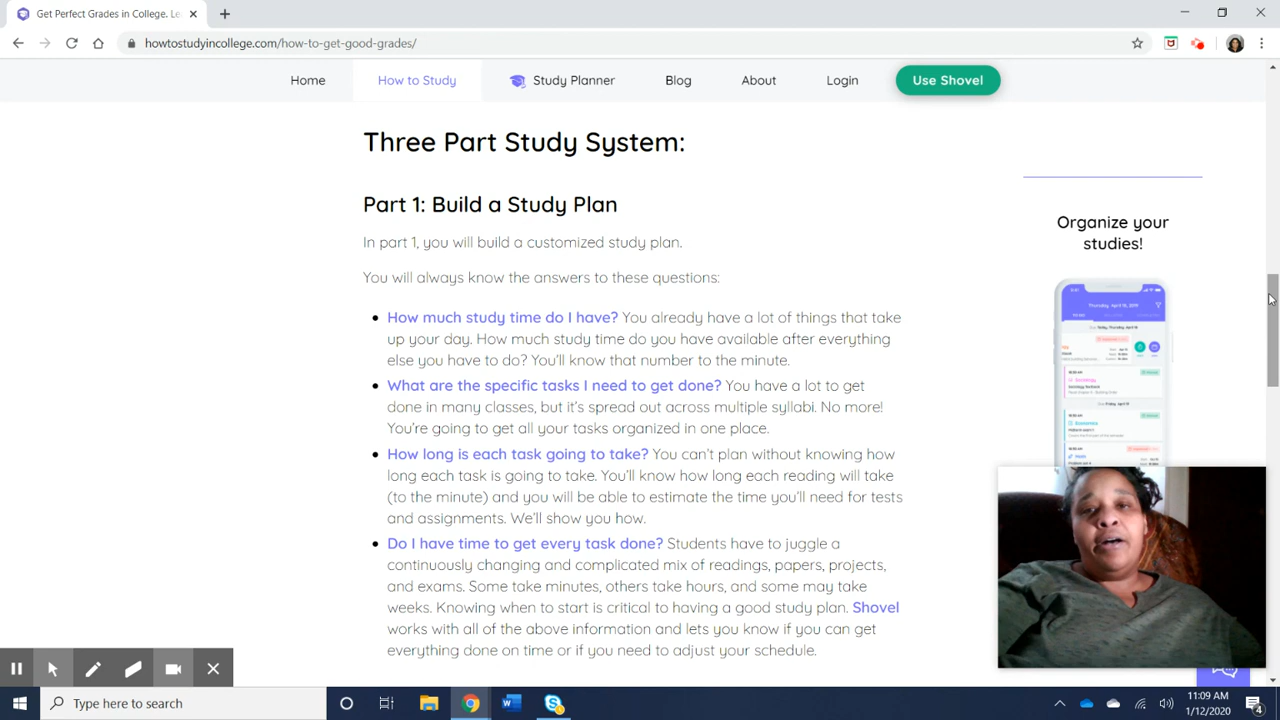 Get Perfect Grades in College. Le
howtostudyincollege.com/how-to-get-good-grades/
Home
How to Study
Study Planner
Blog
About
Login
Use Shovel
Three Part Study System:
Part 1: Build a Study Plan
In part 1, you will build a customized study plan.
You will always know the answers to these questions:
How much study time do I have? You already have a lot of things that take
up your day. How much study time do you have available after everything
else you have to do? You'll know that number to the minute.
What are the specific tasks I need to get done? You have a lot to get
done in many classes, but it's spread out across multiple syllabi. No more!
You're going to get all your tasks organized in one place.
How long is each task going to take? You can't plan without knowing how
long each task is going to take. You'll know how long each reading will take
(to the minute) and you will be able to estimate the time you'll need for tests
and assignments. We'll show you how.
Do I have time to get every task done? Students have to juggle a
continuously changing and complicated mix of readings, papers, projects,
and exams. Some take minutes, others take hours, and some may take
weeks. Knowing when to start is critical to having a good study plan. Shovel
works with all of the above information and lets you know if you can get
everything done on time or if you need to adjust your schedule.
Organize your
studies!
Type here to search
11:09 AM
1/12/2020
4